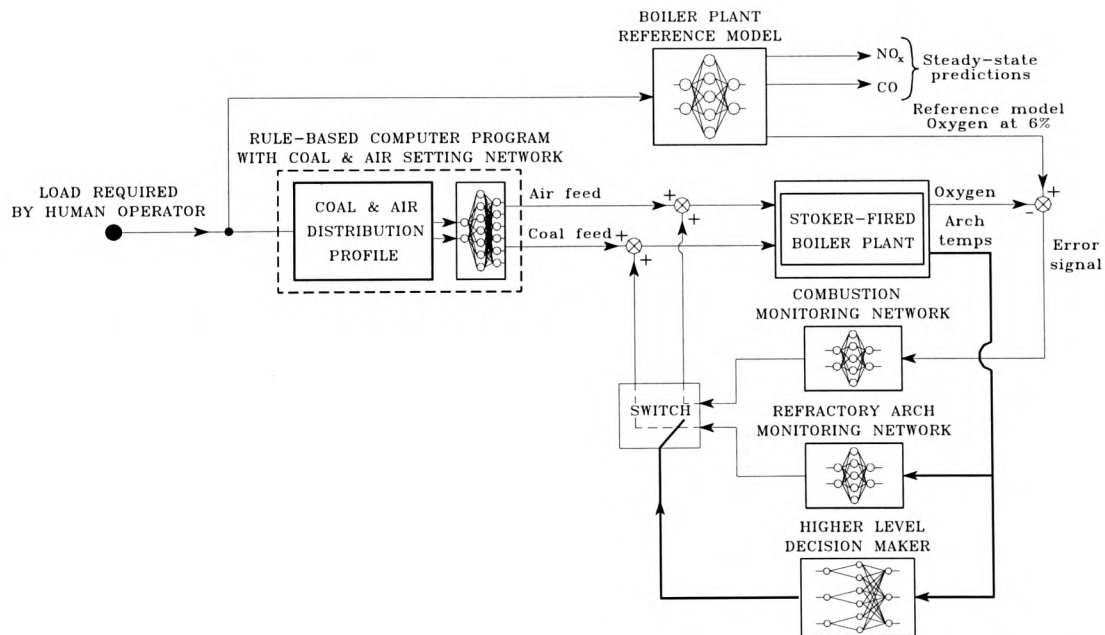 BOILER PLANT
REFERENCE MODEL
NOx
CO
Steady-state
predictions
Reference model
Oxygen at 6%
RULE-BASED COMPUTER PROGRAM
WITH COAL & AIR SETTING NETWORK
LOAD REQUIRED
BY HUMAN OPERATOR
COAL & AIR
DISTRIBUTION
PROFILE
Air feed
Coal feed
+
+
+
+
STOKER-FIRED
BOILER PLANT
Oxygen
+
-
Arch
temps
Error
signal
COMBUSTION
MONITORING NETWORK
SWITCH
REFRACTORY ARCH
MONITORING NETWORK
HIGHER LEVEL
DECISION MAKER